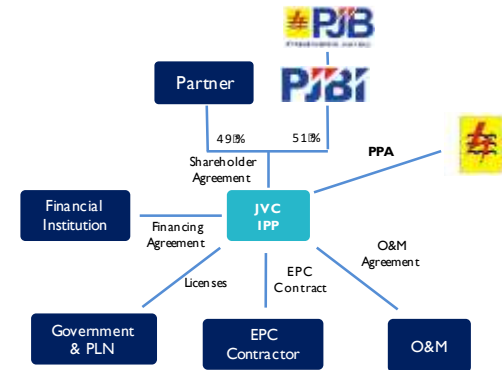 PJB
Partner
PJBI
49%
51%
PPA
Shareholder
Agreement
Financial
Institution
Financing
Agreement
JVC
IPP
O&M
Agreement
Licenses
EPC
Contract
Government
& PLN
EPC
Contractor
O&M